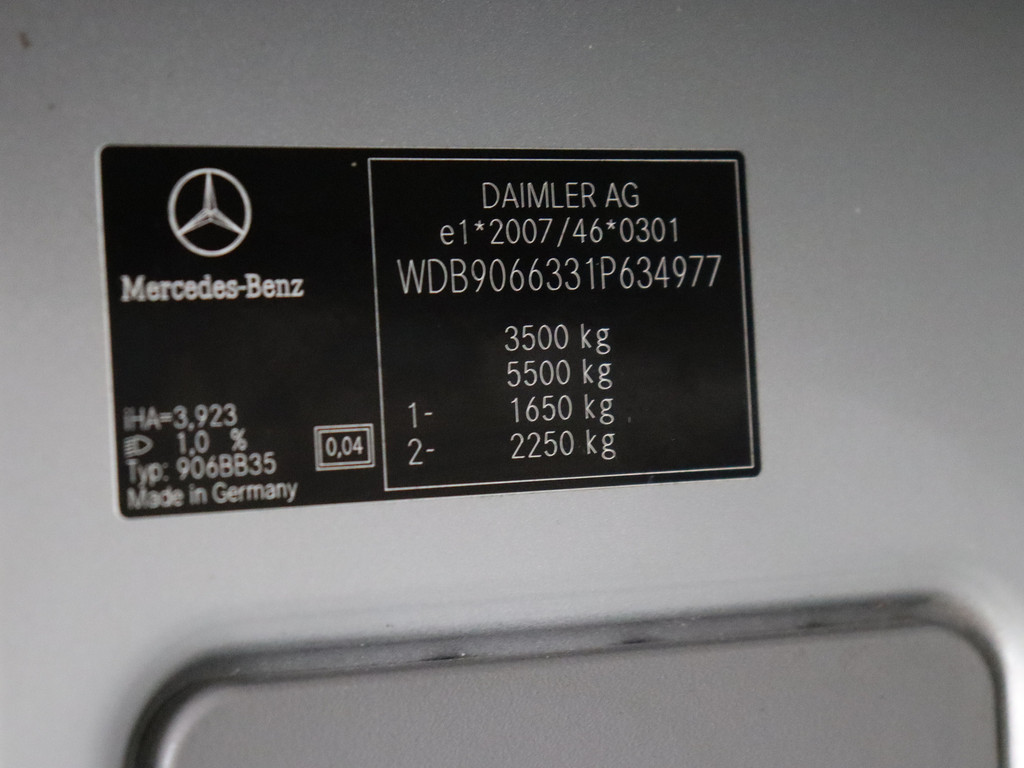 Mercedes-Benz
iHA=3,923
1,0 %
Typ: 906BB35
Made in Germany
0,04
DAIMLER AG
e1*2007/46*0301
WDB9066331P634977
3500 kg
5500 kg
1- 1650 kg
2- 2250 kg